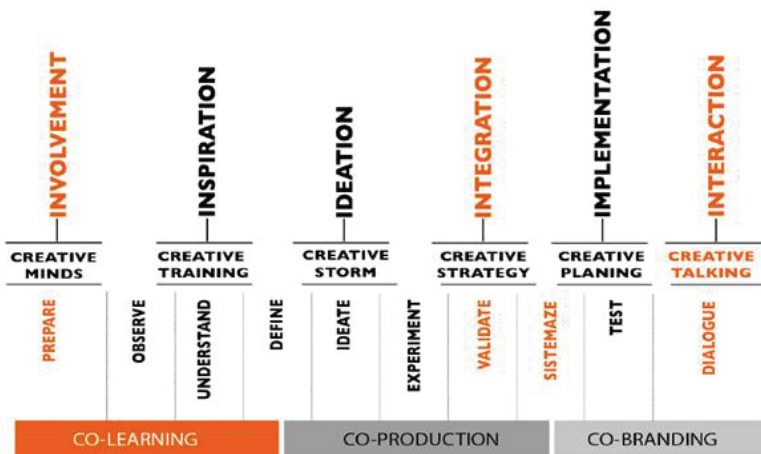 INVOLVEMENT
INSPIRATION
IDEATION
INTEGRATION
IMPLEMENTATION
INTERACTION
CREATIVE
MINDS
CREATIVE
TRAINING
CREATIVE
STORM
CREATIVE
STRATEGY
CREATIVE
PLANING
CREATIVE
TALKING
PREPARE
OBSERVE
UNDERSTAND
DEFINE
IDEATE
EXPERIMENT
VALIDATE
SISTEMAZE
TEST
DIALOGUE
CO-LEARNING
CO-PRODUCTION
CO-BRANDING